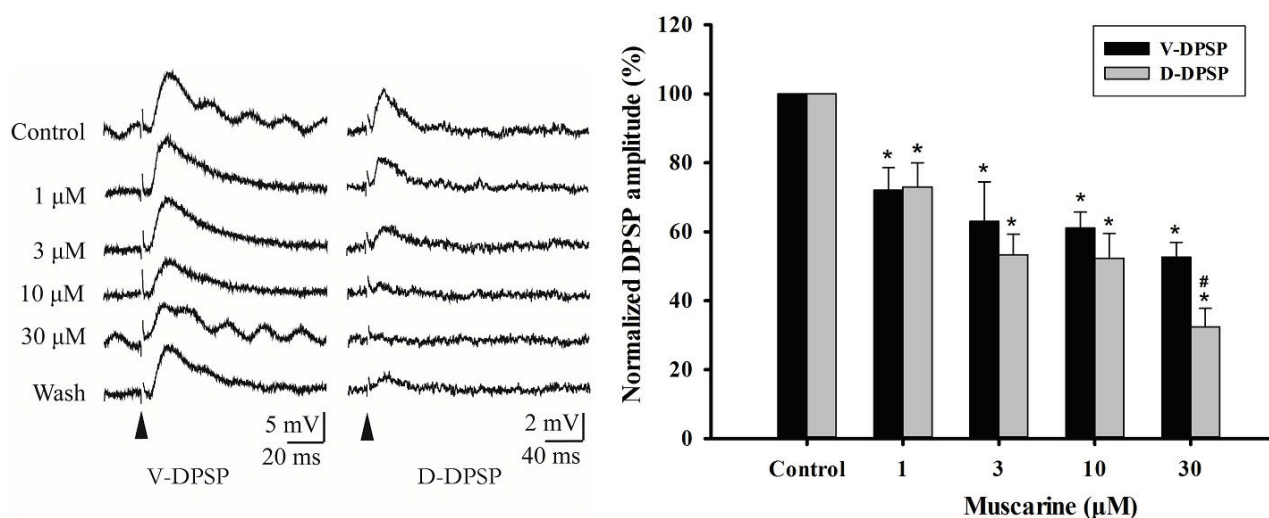 Control
1 μM
3 μM
10 μM
30 μM
Wash
5 mV
20 ms
2 mV
40 ms
V-DPSP
D-DPSP
Normalized DPSP amplitude (%)
120
100
80
60
40
20
0
V-DPSP
D-DPSP
* *
* *
* *
* # *
Control 1 3 10 30
Muscarine (μM)